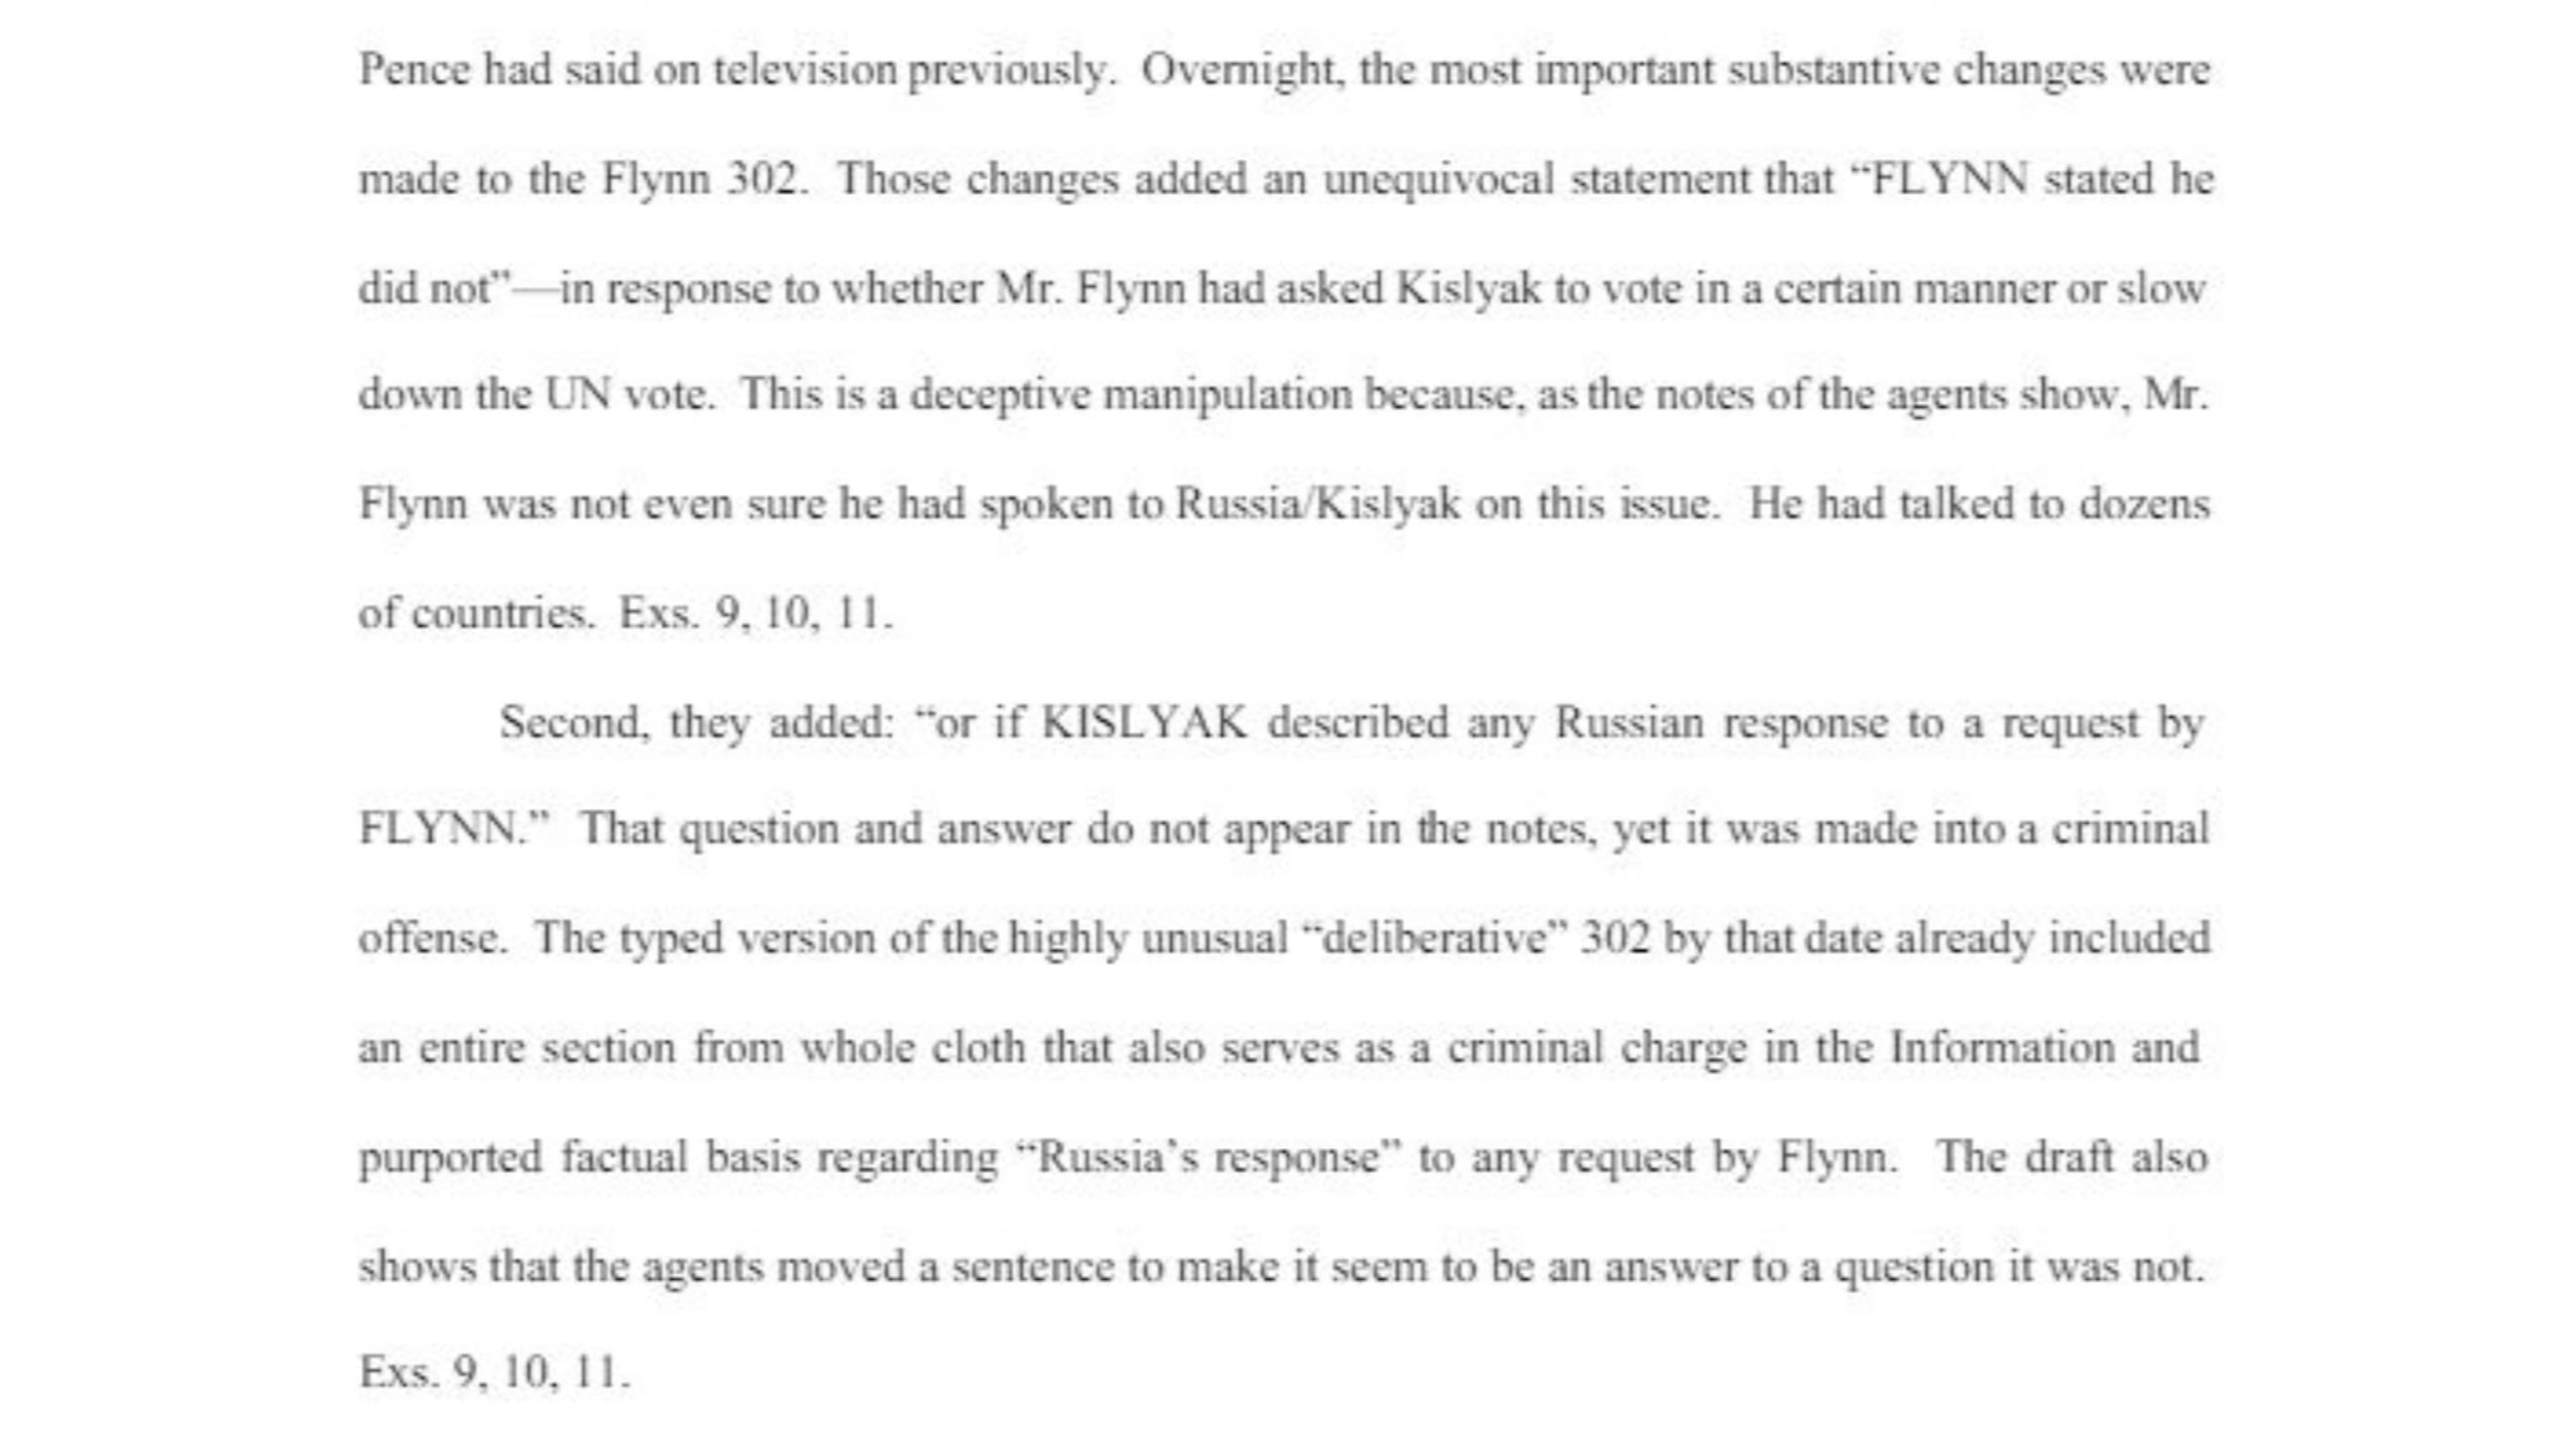 Pence had said on television previously.  Overnight, the most important substantive changes were
made to the Flynn 302.  Those changes added an unequivocal statement that “FLYNN stated he
did not”—in response to whether Mr. Flynn had asked Kislyak to vote in a certain manner or slow
down the UN vote.  This is a deceptive manipulation because, as the notes of the agents show, Mr.
Flynn was not even sure he had spoken to Russia/Kislyak on this issue.  He had talked to dozens
of countries.  Exs. 9, 10, 11.
Second, they added: “or if KISLYAK described any Russian response to a request by
FLYNN.”  That question and answer do not appear in the notes, yet it was made into a criminal
offense.  The typed version of the highly unusual “deliberative” 302 by that date already included
an entire section from whole cloth that also serves as a criminal charge in the Information and
purported factual basis regarding “Russia’s response” to any request by Flynn.  The draft also
shows that the agents moved a sentence to make it seem to be an answer to a question it was not.
Exs. 9, 10, 11.